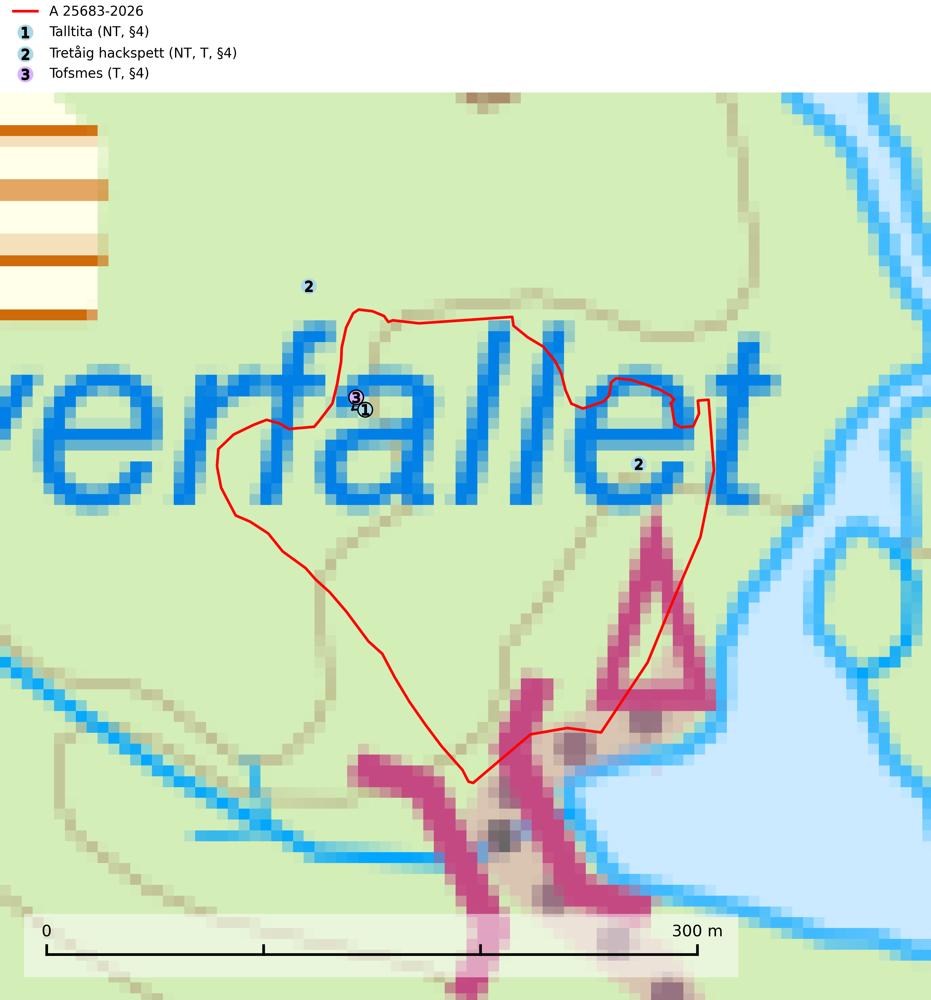 A 25683-2026
1 Talltita (NT, §4)
2 Tretåig hackspett (NT, T, §4)
3 Tofsmes (T, §4)
2
erfallet
3
1
2
0 300 m